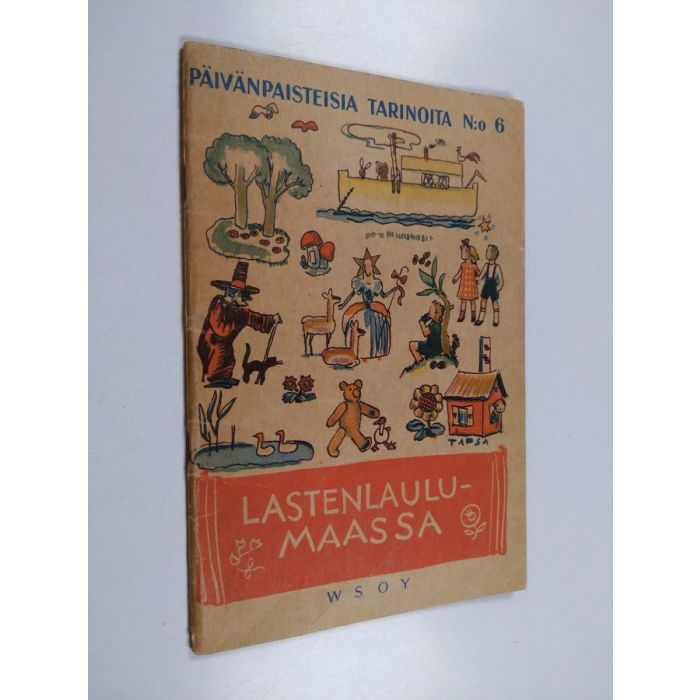 PÄIVÄNPAISTEISIA TARINOITA N:o 6
TAPSA
LASTENLAULU-
MAASSA
WSOY